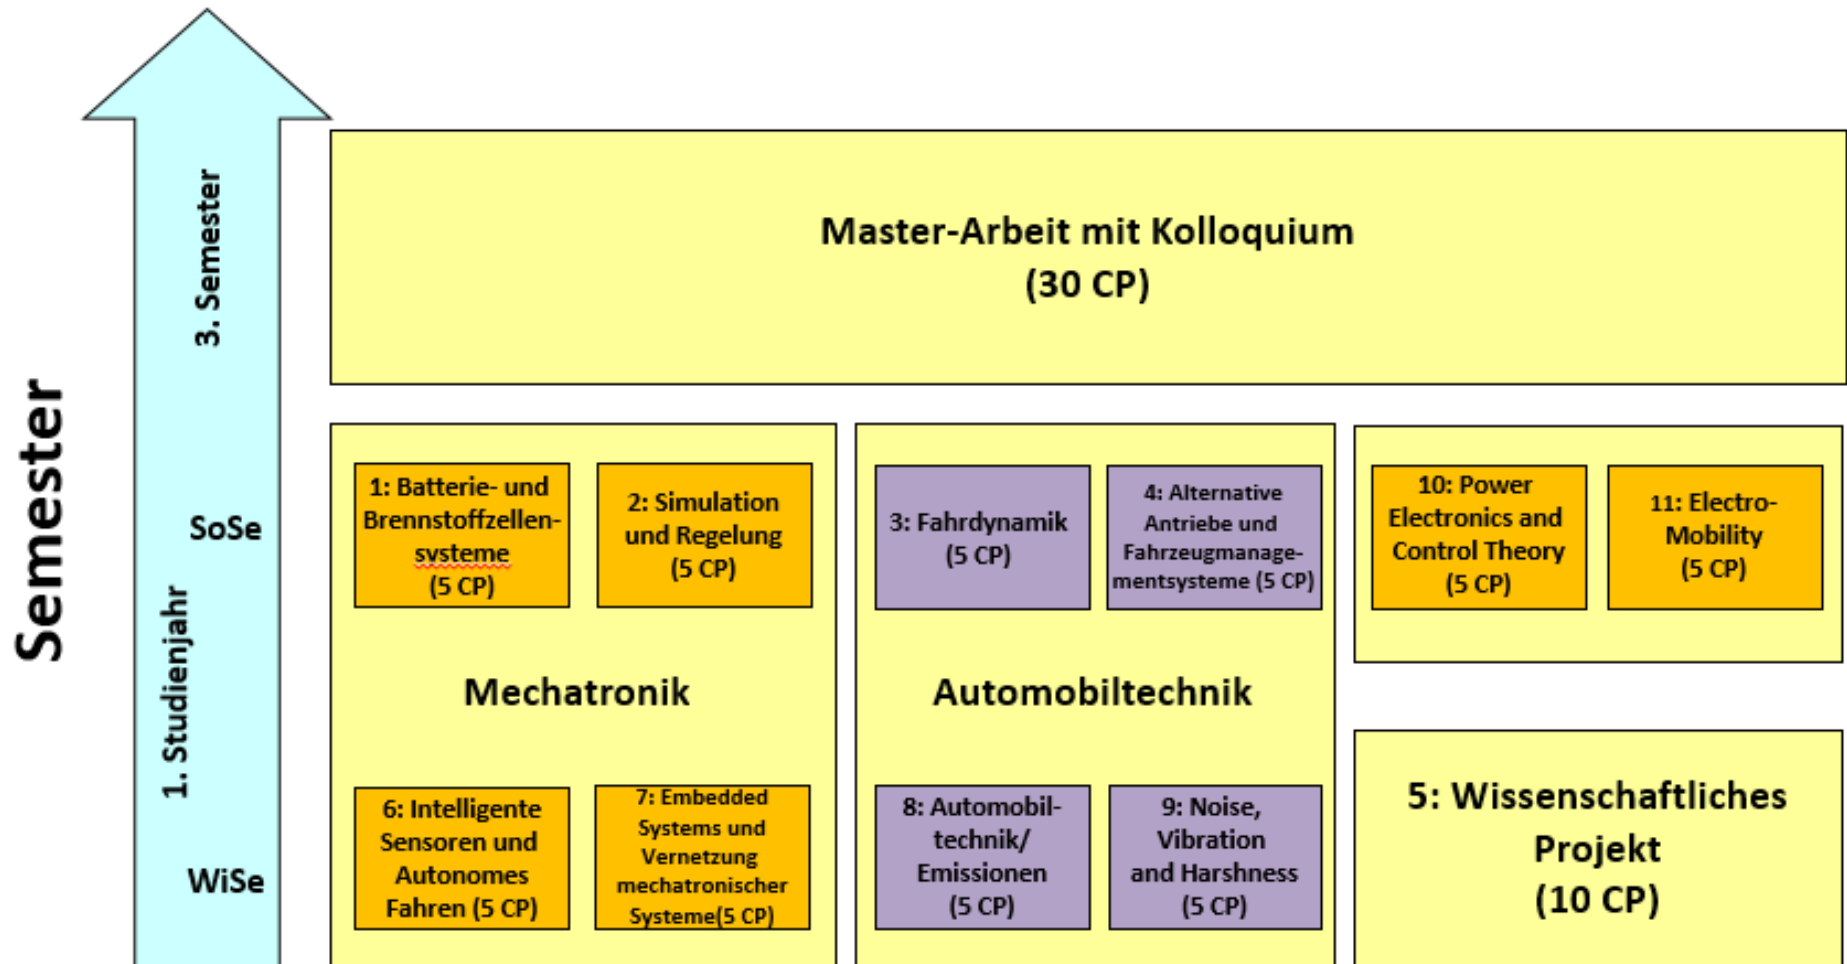 Semester
3. Semester
1. Studienjahr
SoSe
WiSe
Master-Arbeit mit Kolloquium
(30 CP)
1: Batterie- und
Brennstoffzellen-
systeme
(5 CP)
2: Simulation
und Regelung
(5 CP)
3: Fahrdynamik
(5 CP)
4: Alternative
Antriebe und
Fahrzeugmanage-
mentsysteme (5 CP)
10: Power
Electronics and
Control Theory
(5 CP)
11: Electro-
Mobility
(5 CP)
Mechatronik
Automobiltechnik
6: Intelligente
Sensoren und
Autonomes
Fahren (5 CP)
7: Embedded
Systems und
Vernetzung
mechatronischer
Systeme(5 CP)
8: Automobil-
technik/
Emissionen
(5 CP)
9: Noise,
Vibration
and Harshness
(5 CP)
5: Wissenschaftliches
Projekt
(10 CP)